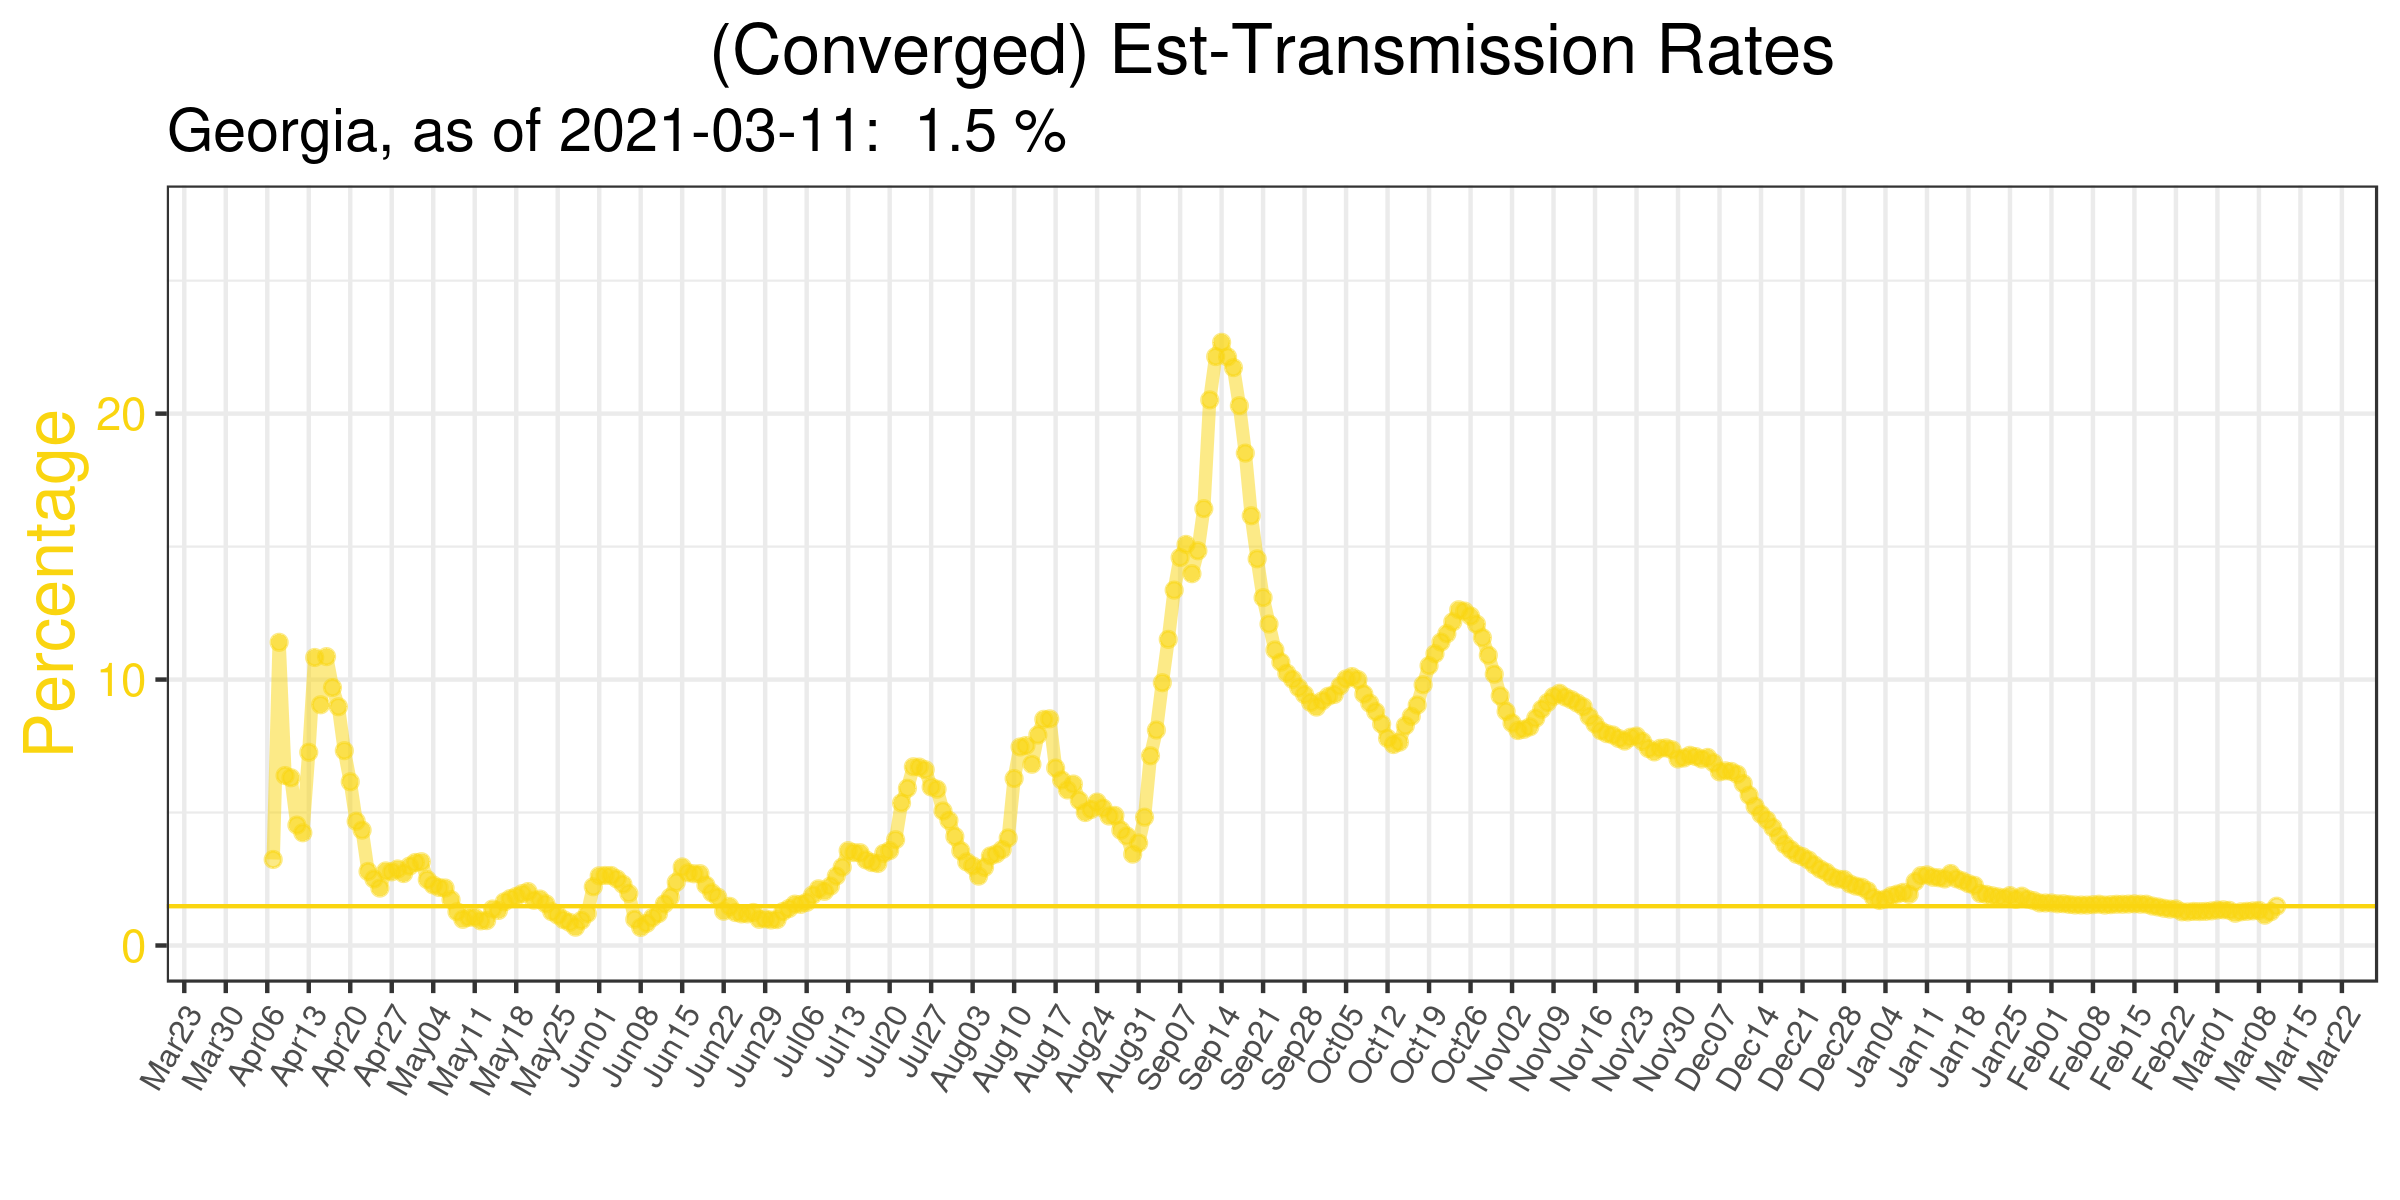 (Converged) Est-Transmission Rates
Georgia, as of 2021-03-11:  1.5 %
Percentage
20
10
0
Mar23
Mar30
Apr06
Apr13
Apr20
Apr27
May04
May11
May18
May25
Jun01
Jun08
Jun15
Jun22
Jun29
Jul06
Jul13
Jul20
Jul27
Aug03
Aug10
Aug17
Aug24
Aug31
Sep07
Sep14
Sep21
Sep28
Oct05
Oct12
Oct19
Oct26
Nov02
Nov09
Nov16
Nov23
Nov30
Dec07
Dec14
Dec21
Dec28
Jan04
Jan11
Jan18
Jan25
Feb01
Feb08
Feb15
Feb22
Mar01
Mar08
Mar15
Mar22